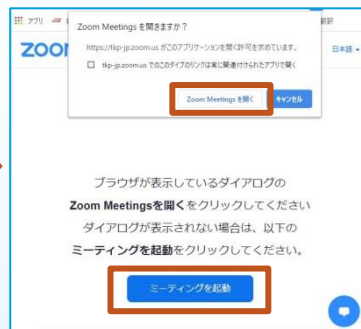 アプリ
翻訳
zoom
日本語
Zoom Meetings を開きますか？
https://tkp-jp.zoom.us がこのアプリケーションを開く許可を求めています。
tkp-jp.zoom.us でのこのタイプのリンクは常に関連付けられたアプリで開く
Zoom Meetings を開く
キャンセル
ブラウザが表示しているダイアログの
Zoom Meetingsを開くをクリックしてください
ダイアログが表示されない場合は、以下の
ミーティングを起動をクリックしてください。
ミーティングを起動